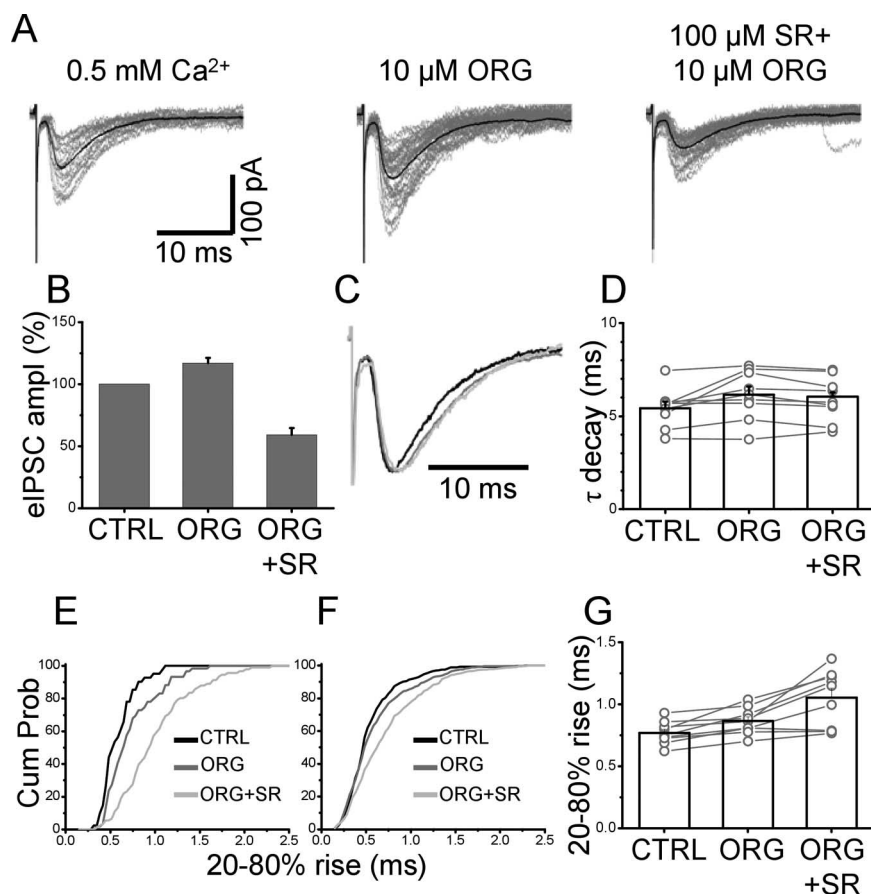 A
0.5 mM Ca²⁺
10 µM ORG
100 µM SR+
10 µM ORG
100 pA
10 ms
B
eIPSC ampl (%)
150
100
50
0
CTRL
ORG
ORG
+SR
C
10 ms
D
τ decay (ms)
10
5
0
CTRL
ORG
ORG
+SR
E
Cum Prob
100
80
60
40
20
0
CTRL
ORG
ORG+SR
0.0 0.5 1.0 1.5 2.0 2.5
F
100
80
60
40
20
0
CTRL
ORG
ORG+SR
0.0 0.5 1.0 1.5 2.0 2.5
20-80% rise (ms)
G
20-80% rise (ms)
1.5
1.0
0.5
0.0
CTRL
ORG
ORG
+SR